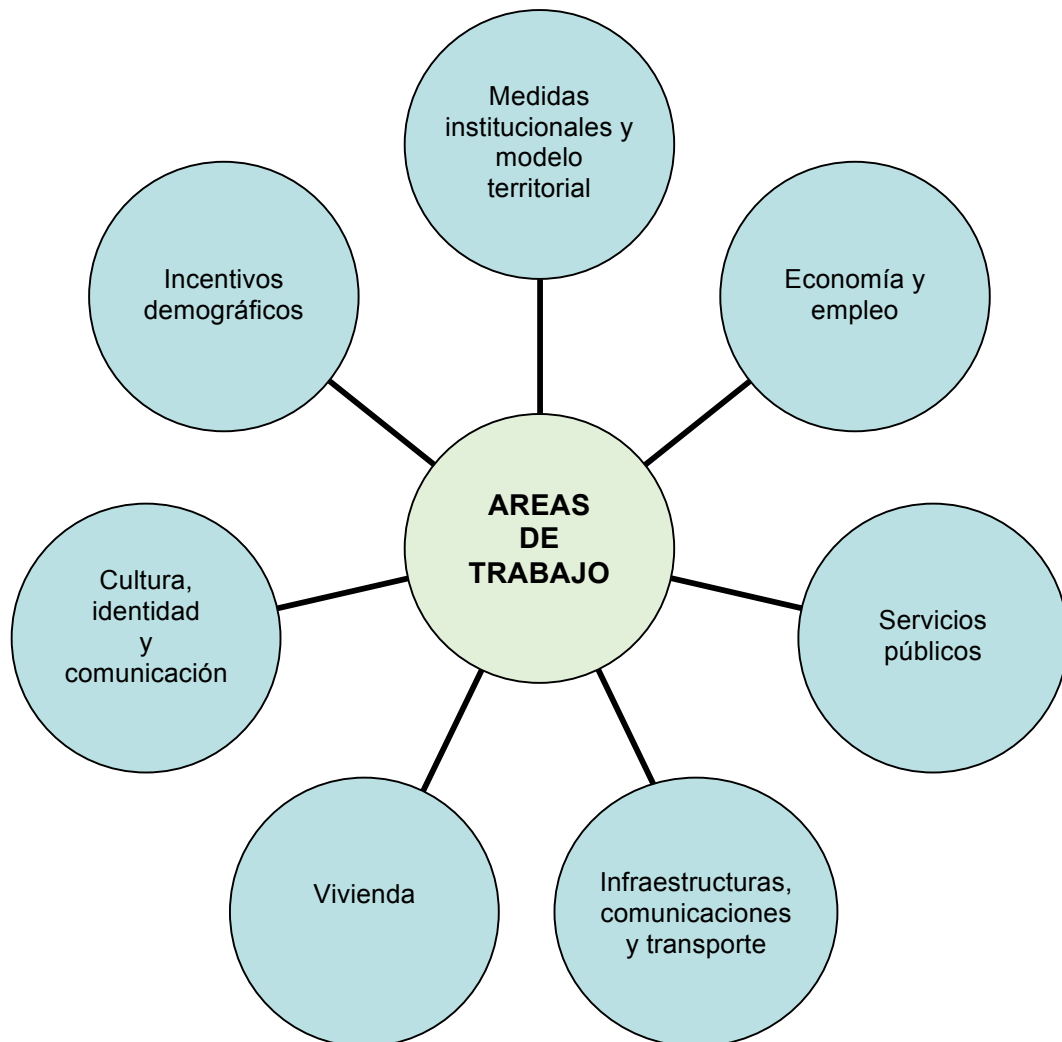 Medidas
institucionales y
modelo
territorial
Incentivos
demográficos
Economía y
empleo
AREAS
DE
TRABAJO
Cultura,
identidad
y
comunicación
Servicios
públicos
Vivienda
Infraestructuras,
comunicaciones
y transporte